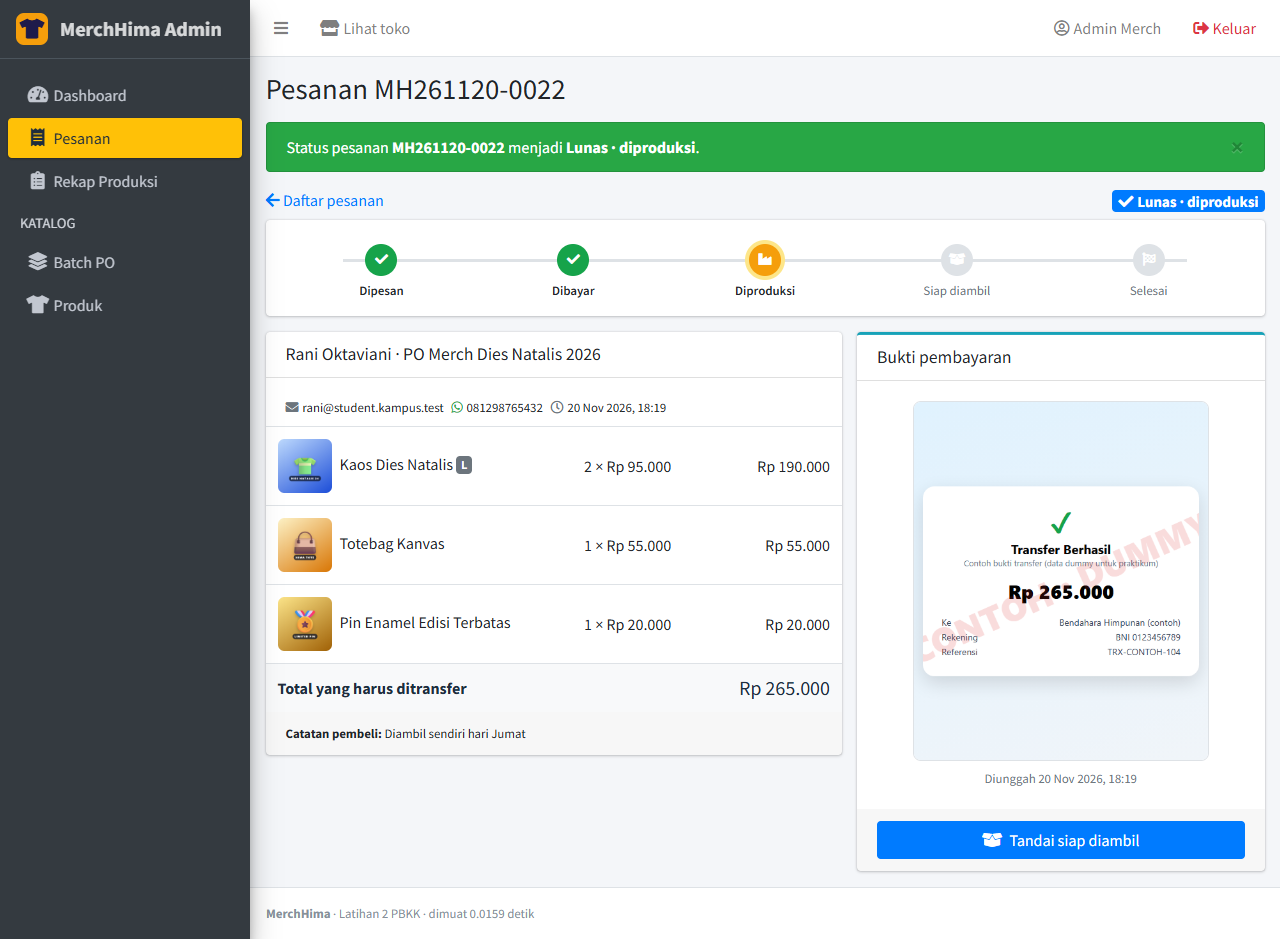 MerchHima Admin
Lihat toko
Admin Merch
Keluar
Dashboard
Pesanan
Rekap Produksi
KATALOG
Batch PO
Produk
Pesanan MH261120-0022
Status pesanan MH261120-0022 menjadi Lunas · diproduksi.
×
Daftar pesanan
Lunas · diproduksi
Dipesan
Dibayar
Diproduksi
Siap diambil
Selesai
Rani Oktaviani · PO Merch Dies Natalis 2026
rani@student.kampus.test 081298765432 20 Nov 2026, 18:19
Kaos Dies Natalis L 2 × Rp 95.000 Rp 190.000
Totebag Kanvas 1 × Rp 55.000 Rp 55.000
Pin Enamel Edisi Terbatas 1 × Rp 20.000 Rp 20.000
Total yang harus ditransfer Rp 265.000
Catatan pembeli: Diambil sendiri hari Jumat
Bukti pembayaran
Transfer Berhasil
Contoh bukti transfer (data dummy untuk praktikum)
Rp 265.000
Ke Bendahara Himpunan (contoh)
Rekening BNI 0123456789
Referensi TRX-CONTOH-104
CONTOH · DUMMY
Diunggah 20 Nov 2026, 18:19
Tandai siap diambil
MerchHima · Latihan 2 PBKK · dimuat 0.0159 detik